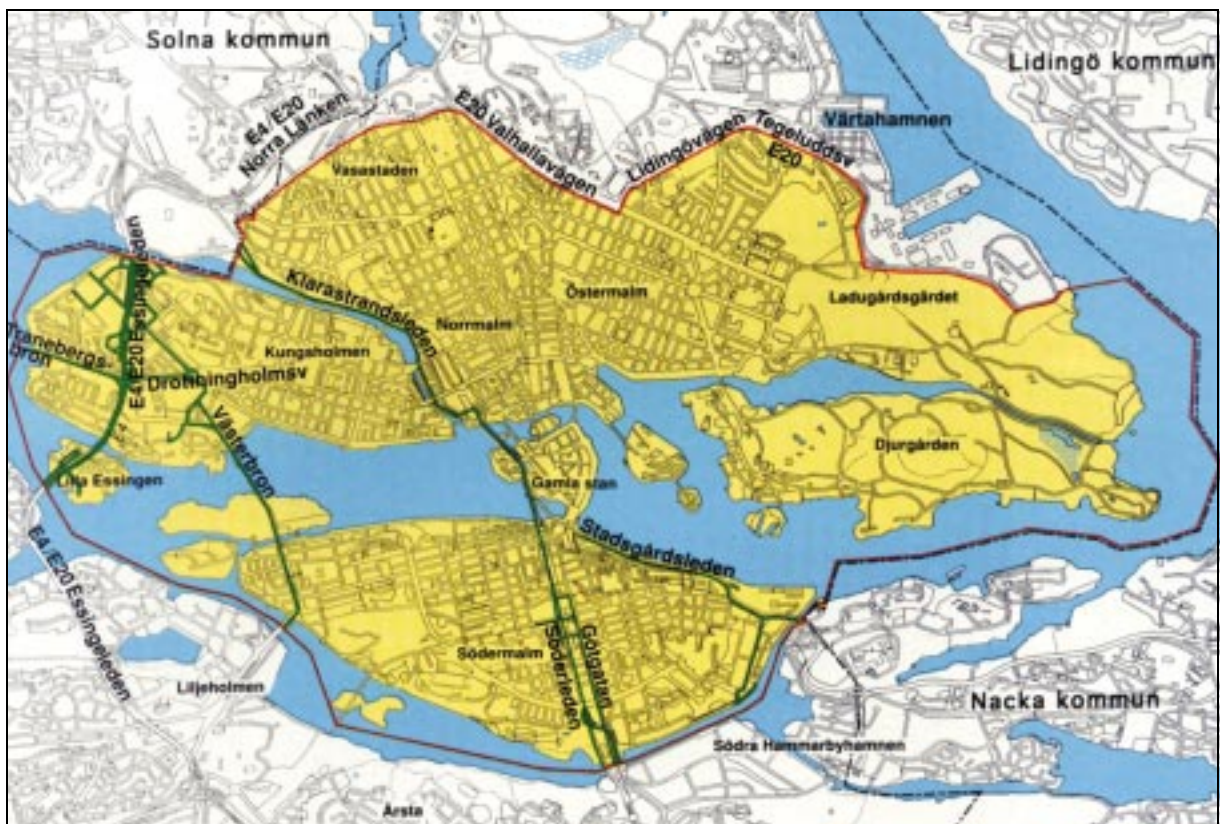 Solna kommun
Lidingö kommun
E4/E20
Norra Länken
E20 Valhallavägen
Lidingövägen
Tegeluddsv
E20
Värtahamnen
Vasastaden
E4/E20 Essingeleden
Klarastrandsleden
Östermalm
Ladugårdsgärdet
Norrmalm
Kungsholmen
Tranebergs-
bron
Drottningholmsv
Västerbron
Djurgården
Lilla Essingen
Gamla stan
Stadsgårdsleden
E4/E20 Essingeleden
Södermalm
Söderleden
Götgatan
Liljeholmen
Nacka kommun
Södra Hammarbyhamnen
Årsta